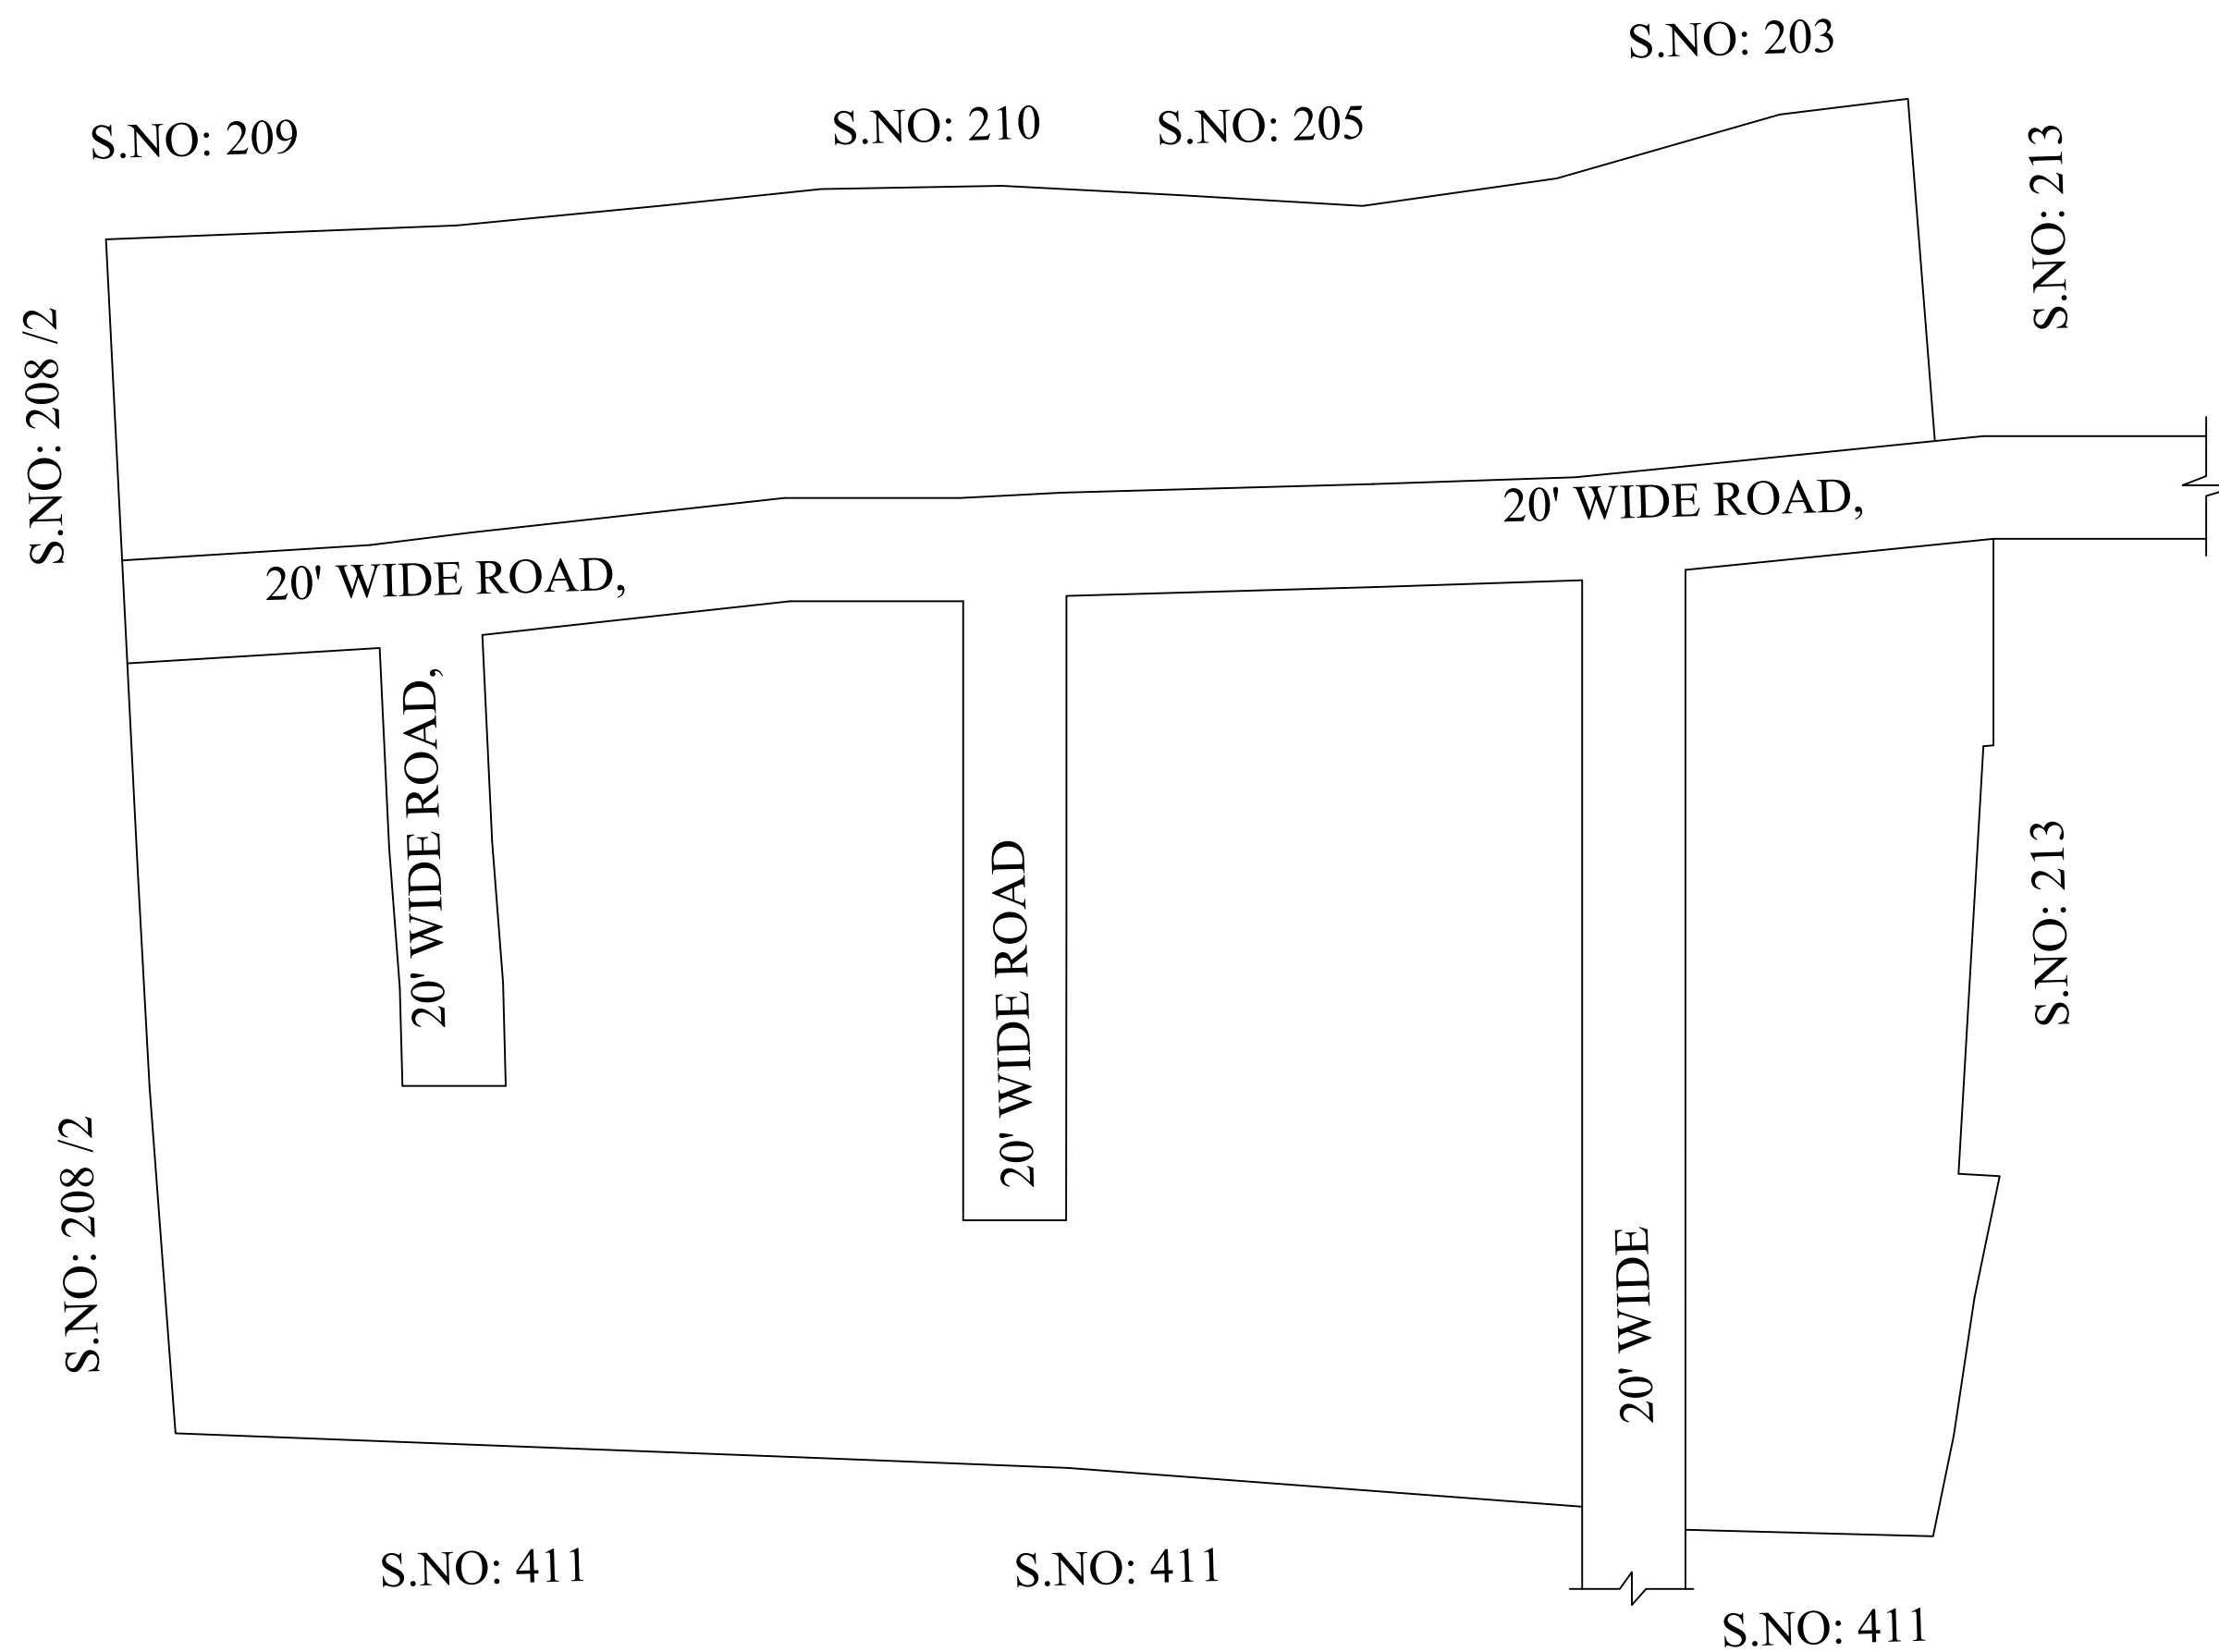 S.NO: 203
S.NO: 209
S.NO: 210
S.NO: 205
S.NO: 213
S.NO: 208 /2
20' WIDE ROAD,
20' WIDE ROAD,
20' WIDE ROAD,
20' WIDE ROAD
S.NO: 213
S.NO: 208 /2
20' WIDE
S.NO: 411
S.NO: 411
S.NO: 411